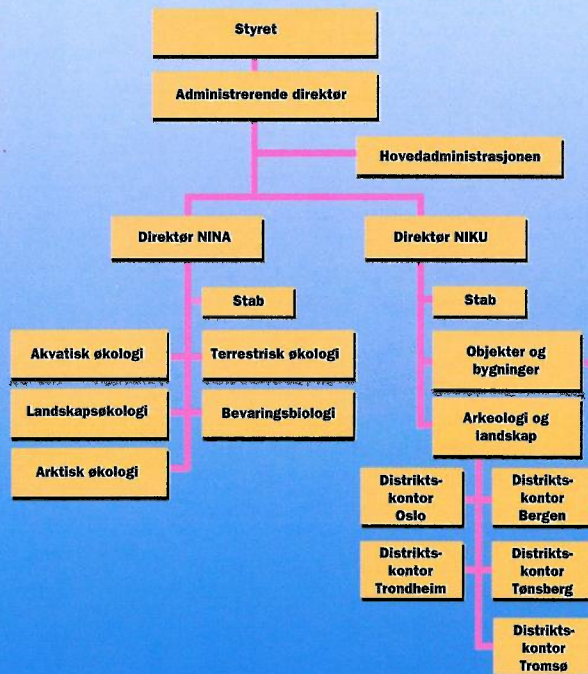 Styret
Administrerende direktør
Hovedadministrasjonen
Direktør NINA
Direktør NIKU
Stab
Stab
Akvatisk økologi
Terrestrisk økologi
Objekter og
bygninger
Landskapsøkologi
Bevaringsbiologi
Arkeologi og
landskap
Arktisk økologi
Distrikts-
kontor
Oslo
Distrikts-
kontor
Bergen
Distrikts-
kontor
Trondheim
Distrikts-
kontor
Tønsberg
Distrikts-
kontor
Tromsø